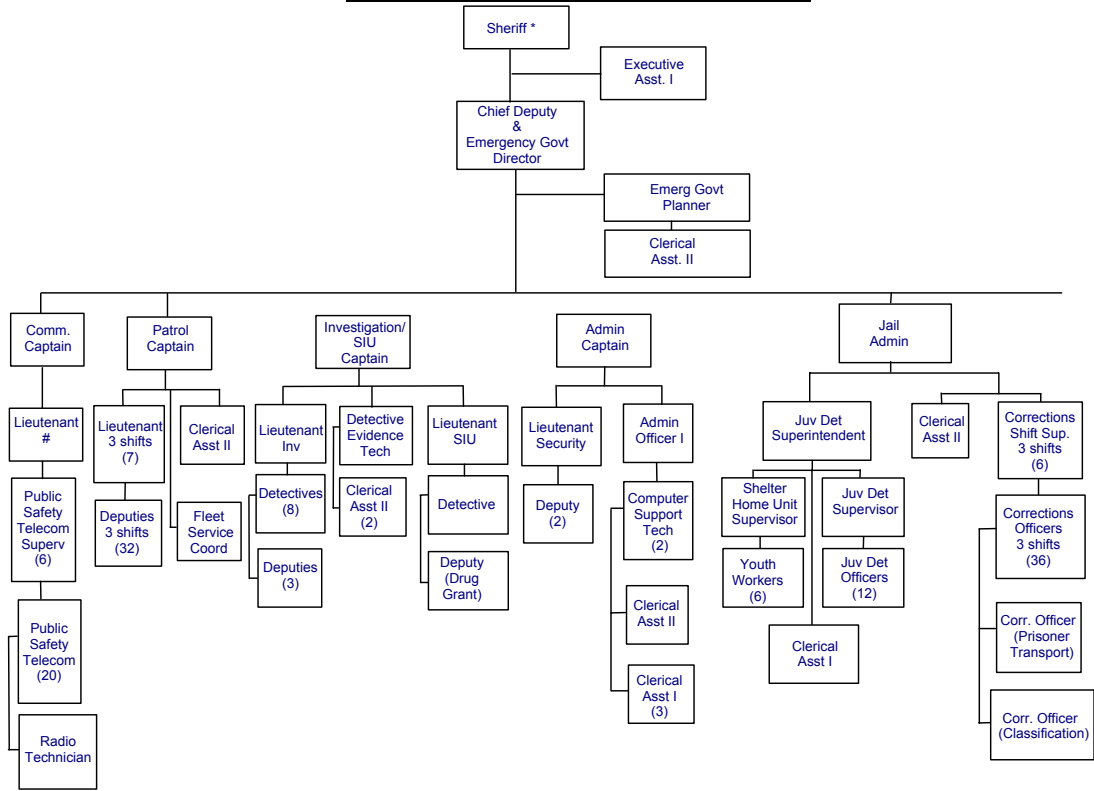 Sheriff *
Executive
Asst. I
Chief Deputy
&
Emergency Govt
Director
Emerg Govt
Planner
Clerical
Asst. II
Comm.
Captain
Lieutenant
#
Public
Safety
Telecom
Superv
(6)
Public
Safety
Telecom
(20)
Radio
Technician
Patrol
Captain
Lieutenant
3 shifts
(7)
Deputies
3 shifts
(32)
Clerical
Asst II
Fleet
Service
Coord
Investigation/
SIU
Captain
Lieutenant
Inv
Detectives
(8)
Deputies
(3)
Detective
Evidence
Tech
Clerical
Asst II
(2)
Lieutenant
SIU
Detective
Deputy
(Drug
Grant)
Admin
Captain
Lieutenant
Security
Deputy
(2)
Admin
Officer I
Computer
Support
Tech
(2)
Clerical
Asst II
Clerical
Asst I
(3)
Jail
Admin
Juv Det
Superintendent
Shelter
Home Unit
Supervisor
Youth
Workers
(6)
Juv Det
Supervisor
Juv Det
Officers
(12)
Clerical
Asst I
Clerical
Asst II
Corrections
Shift Sup.
3 shifts
(6)
Corrections
Officers
3 shifts
(36)
Corr. Officer
(Prisoner
Transport)
Corr. Officer
(Classification)